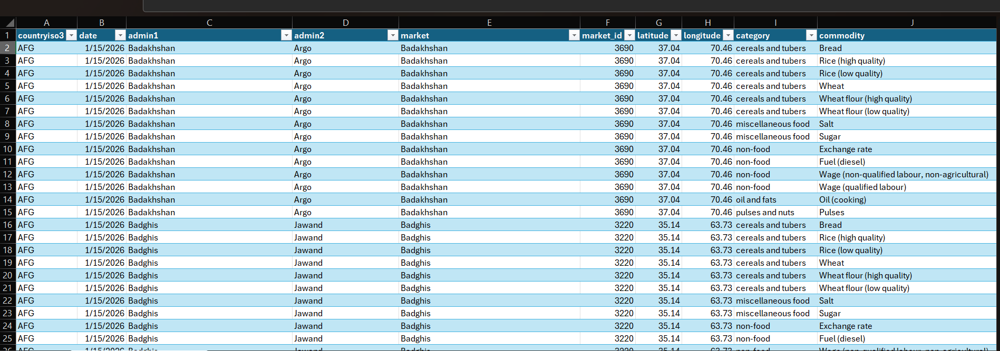 A B C D E F G H I J
1 countryiso3 date admin1 admin2 market market_id latitude longitude category commodity
2 AFG 1/15/2026 Badakhshan Argo Badakhshan 3690 37.04 70.46 cereals and tubers Bread
3 AFG 1/15/2026 Badakhshan Argo Badakhshan 3690 37.04 70.46 cereals and tubers Rice (high quality)
4 AFG 1/15/2026 Badakhshan Argo Badakhshan 3690 37.04 70.46 cereals and tubers Rice (low quality)
5 AFG 1/15/2026 Badakhshan Argo Badakhshan 3690 37.04 70.46 cereals and tubers Wheat
6 AFG 1/15/2026 Badakhshan Argo Badakhshan 3690 37.04 70.46 cereals and tubers Wheat flour (high quality)
7 AFG 1/15/2026 Badakhshan Argo Badakhshan 3690 37.04 70.46 cereals and tubers Wheat flour (low quality)
8 AFG 1/15/2026 Badakhshan Argo Badakhshan 3690 37.04 70.46 miscellaneous food Salt
9 AFG 1/15/2026 Badakhshan Argo Badakhshan 3690 37.04 70.46 miscellaneous food Sugar
10 AFG 1/15/2026 Badakhshan Argo Badakhshan 3690 37.04 70.46 non-food Exchange rate
11 AFG 1/15/2026 Badakhshan Argo Badakhshan 3690 37.04 70.46 non-food Fuel (diesel)
12 AFG 1/15/2026 Badakhshan Argo Badakhshan 3690 37.04 70.46 non-food Wage (non-qualified labour, non-agricultural)
13 AFG 1/15/2026 Badakhshan Argo Badakhshan 3690 37.04 70.46 non-food Wage (qualified labour)
14 AFG 1/15/2026 Badakhshan Argo Badakhshan 3690 37.04 70.46 oil and fats Oil (cooking)
15 AFG 1/15/2026 Badakhshan Argo Badakhshan 3690 37.04 70.46 pulses and nuts Pulses
16 AFG 1/15/2026 Badghis Jawand Badghis 3220 35.14 63.73 cereals and tubers Bread
17 AFG 1/15/2026 Badghis Jawand Badghis 3220 35.14 63.73 cereals and tubers Rice (high quality)
18 AFG 1/15/2026 Badghis Jawand Badghis 3220 35.14 63.73 cereals and tubers Rice (low quality)
19 AFG 1/15/2026 Badghis Jawand Badghis 3220 35.14 63.73 cereals and tubers Wheat
20 AFG 1/15/2026 Badghis Jawand Badghis 3220 35.14 63.73 cereals and tubers Wheat flour (high quality)
21 AFG 1/15/2026 Badghis Jawand Badghis 3220 35.14 63.73 cereals and tubers Wheat flour (low quality)
22 AFG 1/15/2026 Badghis Jawand Badghis 3220 35.14 63.73 miscellaneous food Salt
23 AFG 1/15/2026 Badghis Jawand Badghis 3220 35.14 63.73 miscellaneous food Sugar
24 AFG 1/15/2026 Badghis Jawand Badghis 3220 35.14 63.73 non-food Exchange rate
25 AFG 1/15/2026 Badghis Jawand Badghis 3220 35.14 63.73 non-food Fuel (diesel)